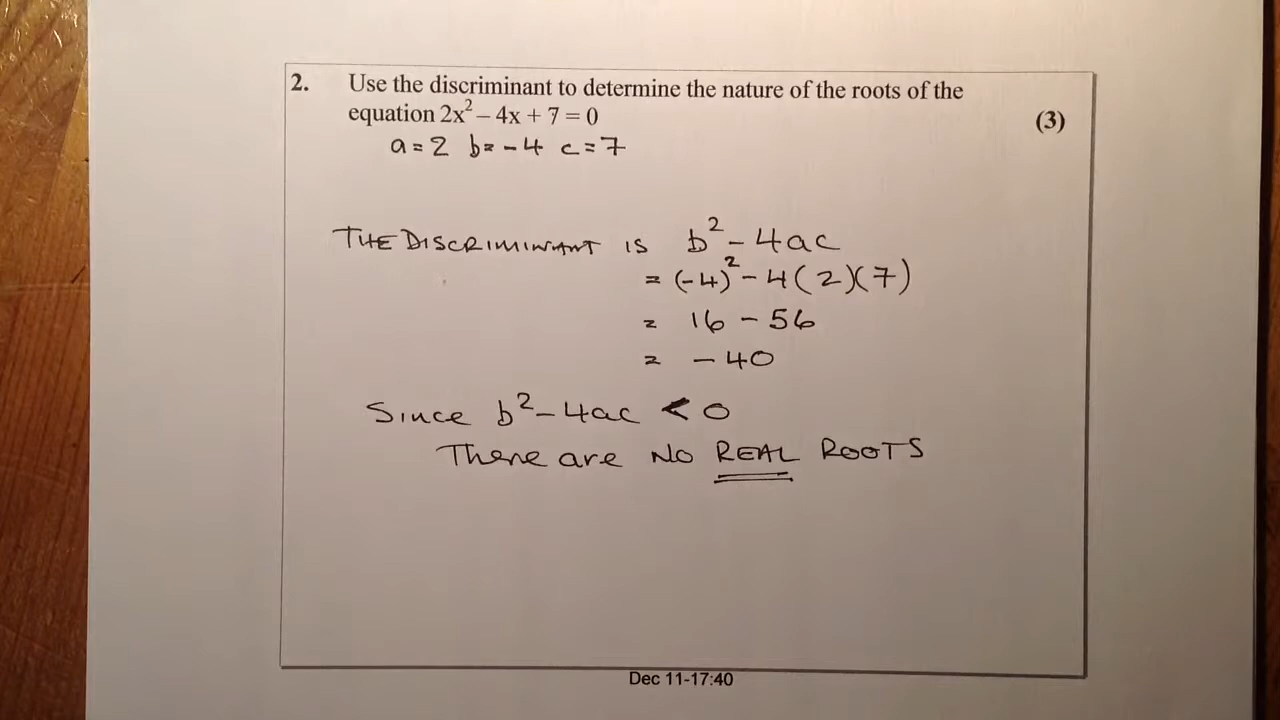 2. Use the discriminant to determine the nature of the roots of the
equation 2x² – 4x + 7 = 0
(3)
a = 2 b = -4 c = 7
THE DISCRIMINANT IS b² - 4ac
= (-4)² - 4(2)(7)
= 16 - 56
= -40
Since b² - 4ac < 0
There are NO REAL ROOTS
Dec 11-17:40